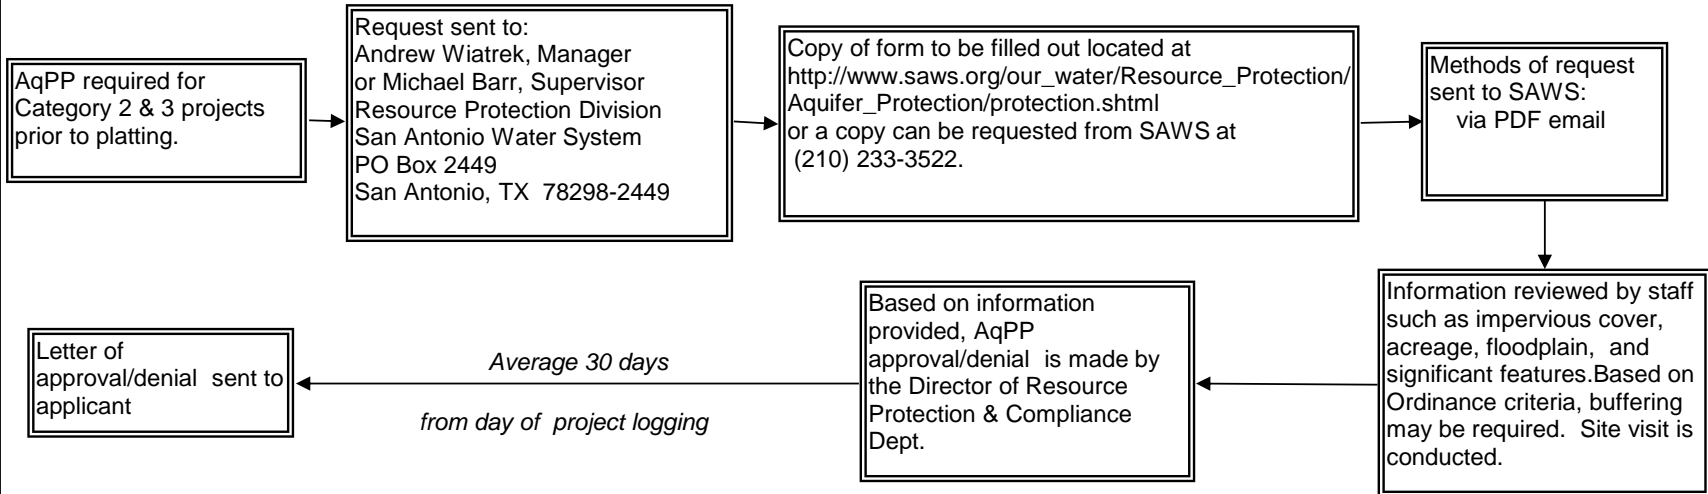 AqPP required for
Category 2 & 3 projects
prior to platting.
Request sent to:
Andrew Wiatrek, Manager
or Michael Barr, Supervisor
Resource Protection Division
San Antonio Water System
PO Box 2449
San Antonio, TX  78298-2449
Copy of form to be filled out located at
http://www.saws.org/our_water/Resource_Protection/
Aquifer_Protection/protection.shtml
or a copy can be requested from SAWS at
(210) 233-3522.
Methods of request
sent to SAWS:
via PDF email
Information reviewed by staff
such as impervious cover,
acreage, floodplain,  and
significant features.Based on
Ordinance criteria, buffering
may be required.  Site visit is
conducted.
Based on information
provided, AqPP
approval/denial  is made by
the Director of Resource
Protection & Compliance
Dept.
Average 30 days
from day of  project logging
Letter of
approval/denial  sent to
applicant